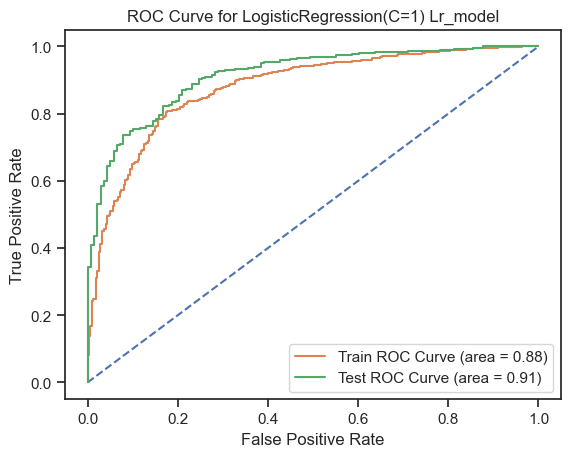 ROC Curve for LogisticRegression(C=1) Lr_model
True Positive Rate
1.0
0.8
0.6
0.4
0.2
0.0
Train ROC Curve (area = 0.88)
Test ROC Curve (area = 0.91)
0.0 0.2 0.4 0.6 0.8 1.0
False Positive Rate